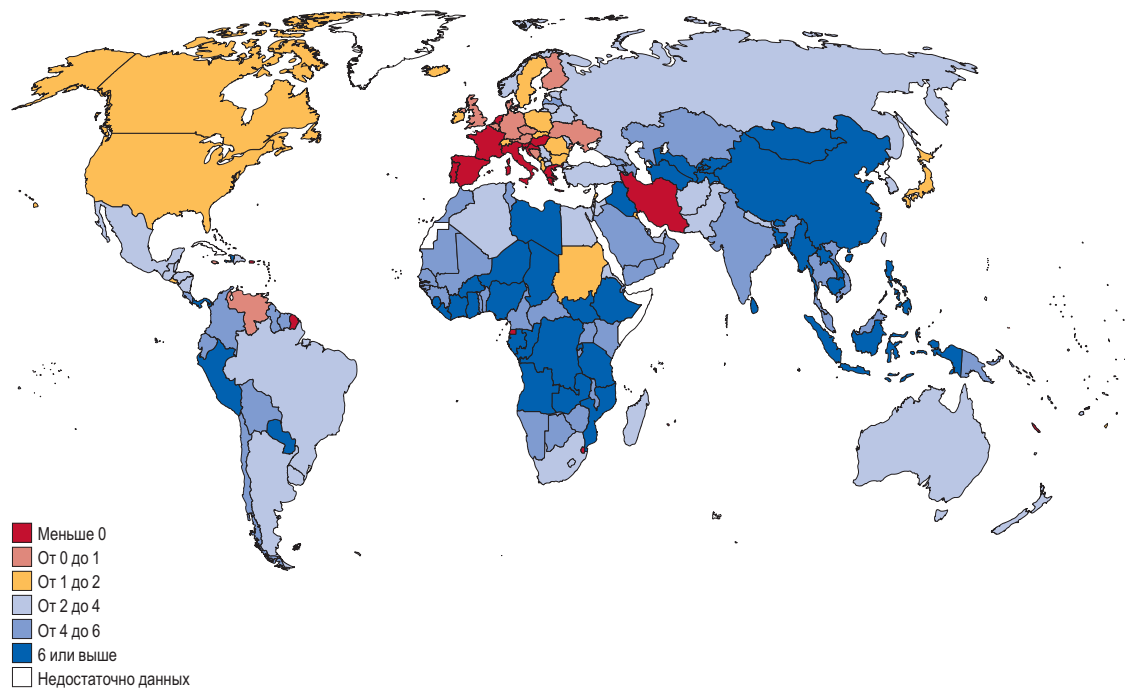 Меньше 0
От 0 до 1
От 1 до 2
От 2 до 4
От 4 до 6
6 или выше
Недостаточно данных